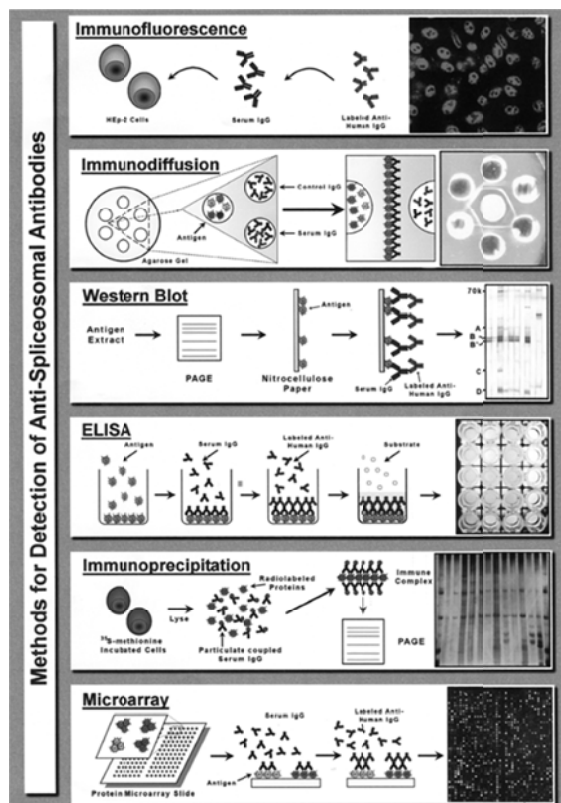 Methods for Detection of Anti-Spliceosomal Antibodies
Immunofluorescence
HEp-2 Cells
Serum IgG
Labeled Anti-
Human IgG
Immunodiffusion
Control IgG
Antigen
Serum IgG
Agarose Gel
Western Blot
Antigen
Extract
PAGE
Antigen
Nitrocellulose
Paper
Serum IgG
Labeled Anti-
Human IgG
70k
A
B
B'
C
D
ELISA
Antigen
Serum IgG
Labeled Anti-
Human IgG
Substrate
Immunoprecipitation
Radiolabeled
Proteins
Immune
Complex
Lyse
35S-mithionine
Incubated Cells
Particulate coupled
Serum IgG
PAGE
Microarray
Serum IgG
Labeled Anti-
Human IgG
Antigen
Protein Microarray Slide